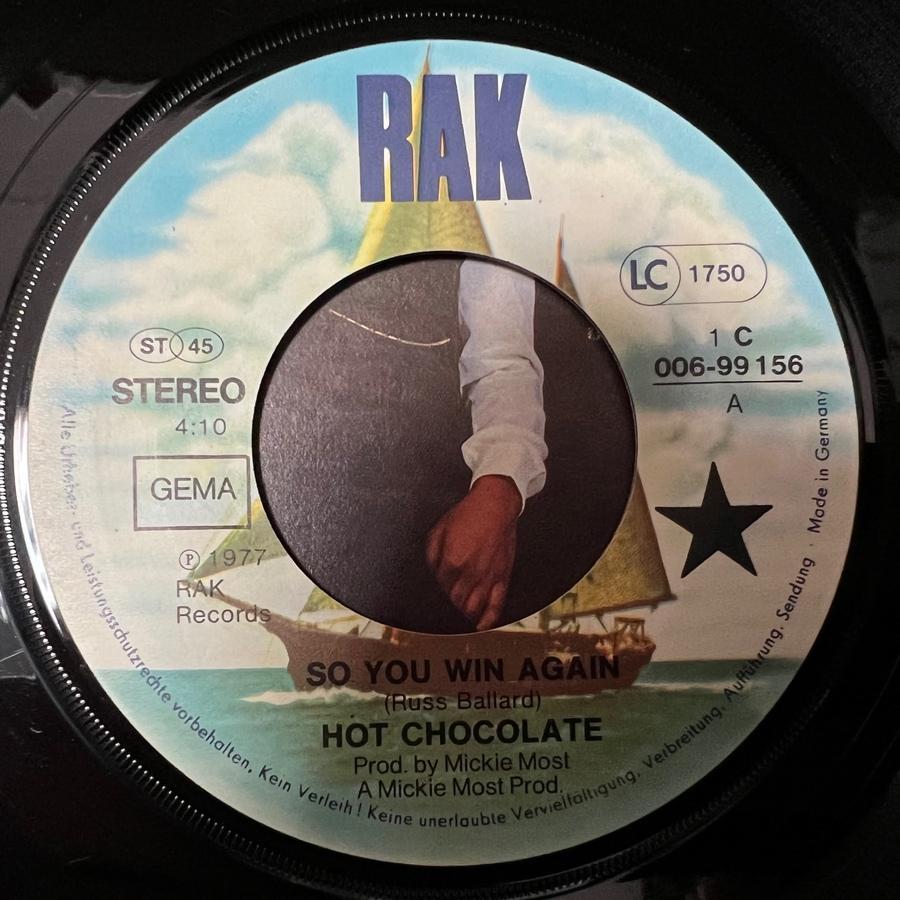 RAK
LC 1750
1 C
006-99 156
A
ST 45
STEREO
4:10
GEMA
℗ 1977
RAK
Records
SO YOU WIN AGAIN
(Russ Ballard)
HOT CHOCOLATE
Prod. by Mickie Most
A Mickie Most Prod.
Alle Urheber- und Leistungsschutzrechte vorbehalten. Kein Verleih! Keine unerlaubte Vervielfältigung, Verbreitung, Aufführung, Sendung · Made in Germany